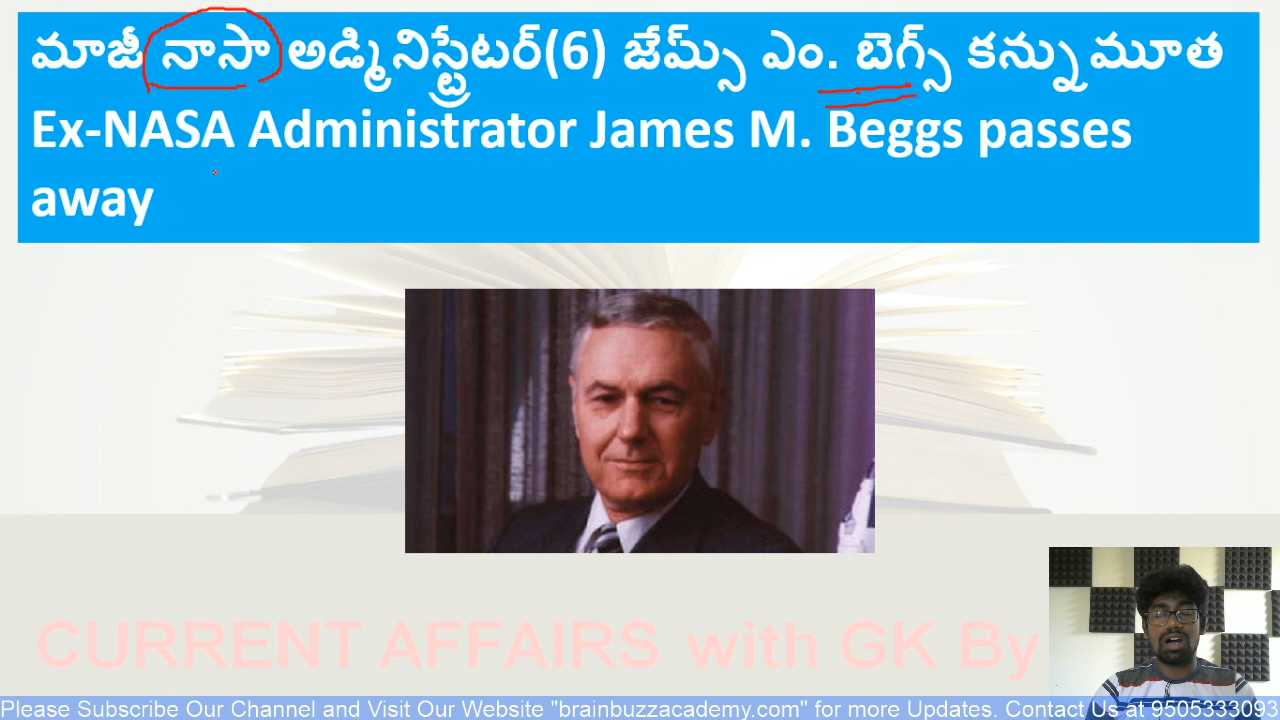 మాజీ నాసా అడ్మినిస్ట్రేటర్(6) జేమ్స్ ఎం. బెగ్స్ కన్నుమూత
Ex-NASA Administrator James M. Beggs passes
away
CURRENT AFFAIRS with GK By
Please Subscribe Our Channel and Visit Our Website "brainbuzzacademy.com" for more Updates. Contact Us at 9505333093